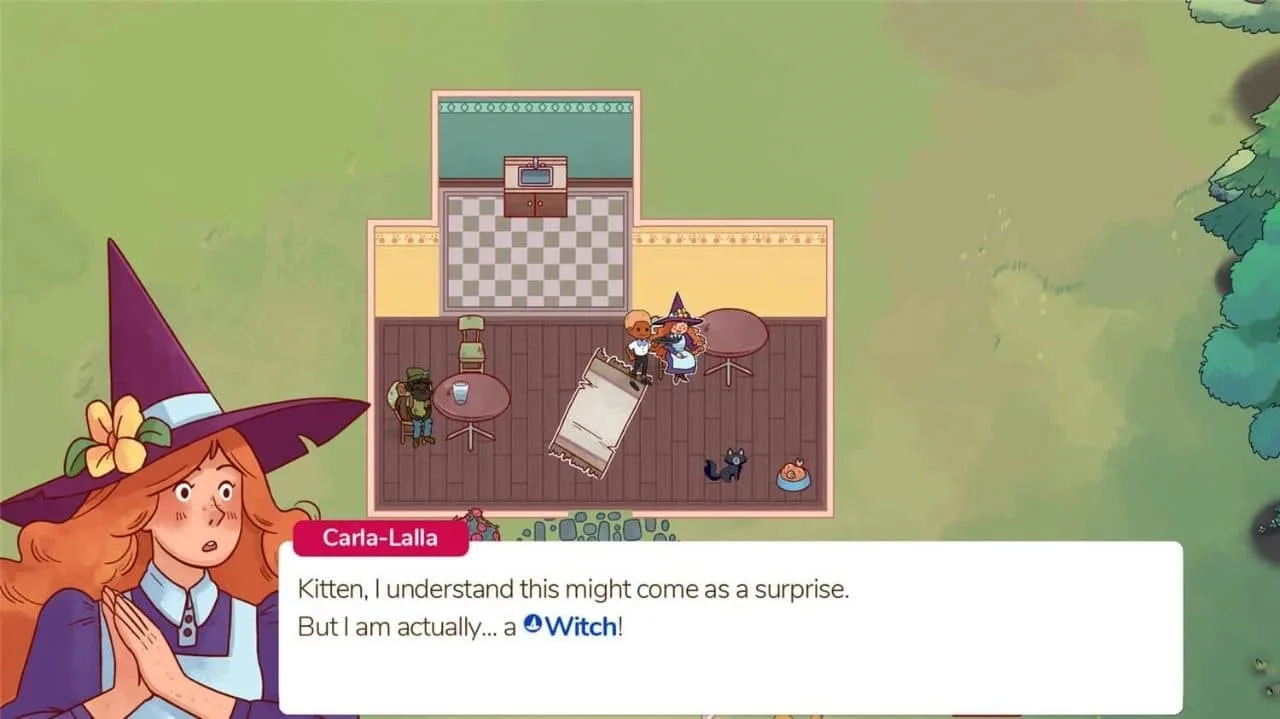 Carla-Lalla
Kitten, I understand this might come as a surprise.
But I am actually... a Witch!